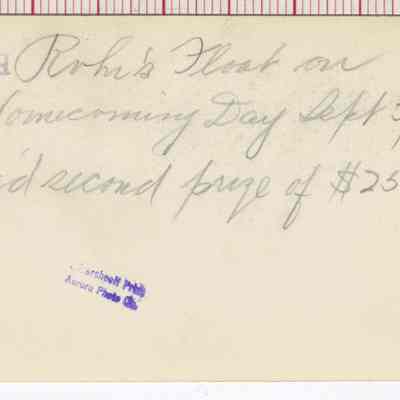 Rohr's Float on
Homecoming Day Sept
second prize of $25
Aurora Photo Co.